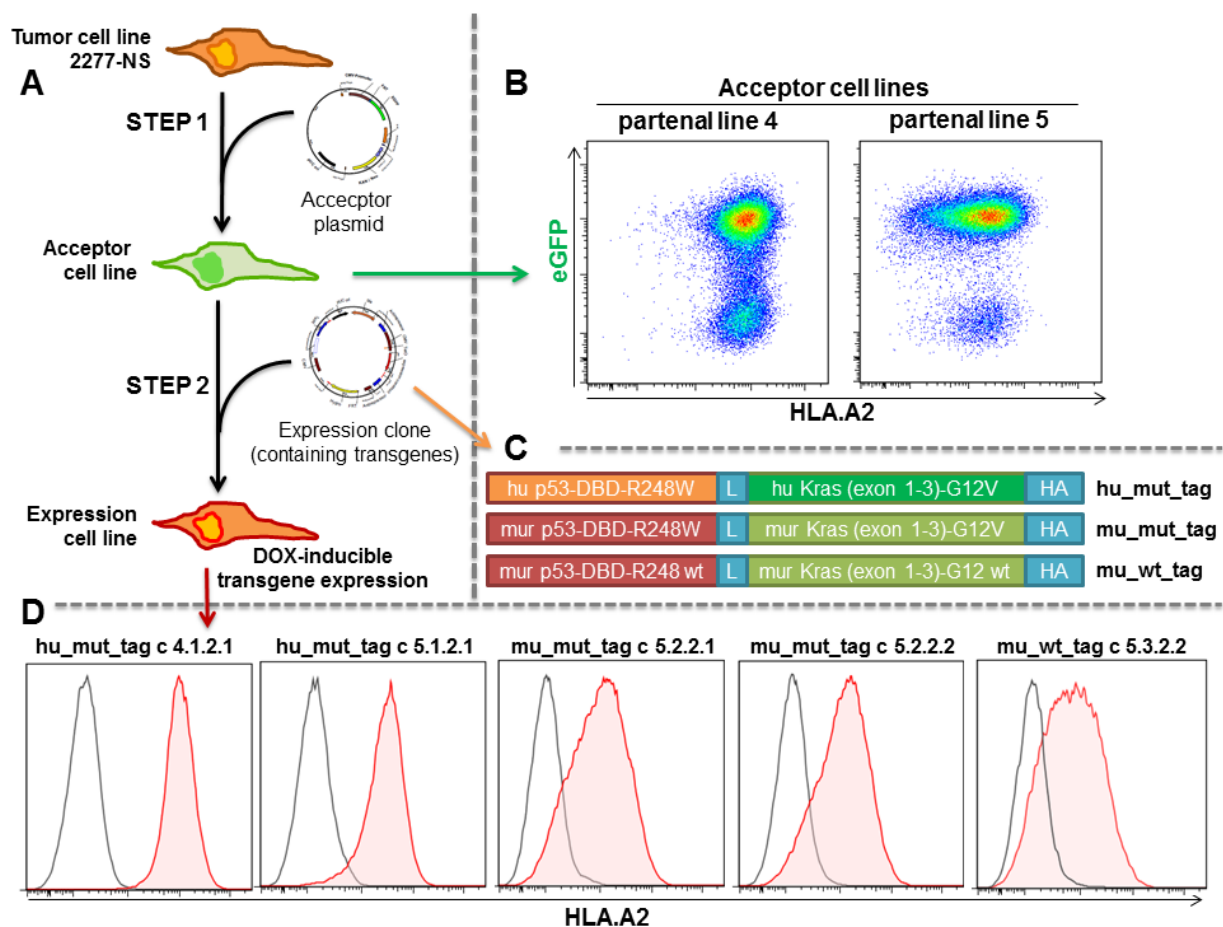 Tumor cell line
2277-NS
A
STEP 1
Accecptor
plasmid
Acceptor
cell line
STEP 2
Expression clone
(containing transgenes)
Expression
cell line
DOX-inducible
transgene expression
B
Acceptor cell lines
partenal line 4
partenal line 5
eGFP
HLA.A2
C
hu p53-DBD-R248W L hu Kras (exon 1-3)-G12V HA hu_mut_tag
mur p53-DBD-R248W L mur Kras (exon 1-3)-G12V HA mu_mut_tag
mur p53-DBD-R248 wt L mur Kras (exon 1-3)-G12 wt HA mu_wt_tag
D
hu_mut_tag c 4.1.2.1
hu_mut_tag c 5.1.2.1
mu_mut_tag c 5.2.2.1
mu_mut_tag c 5.2.2.2
mu_wt_tag c 5.3.2.2
HLA.A2